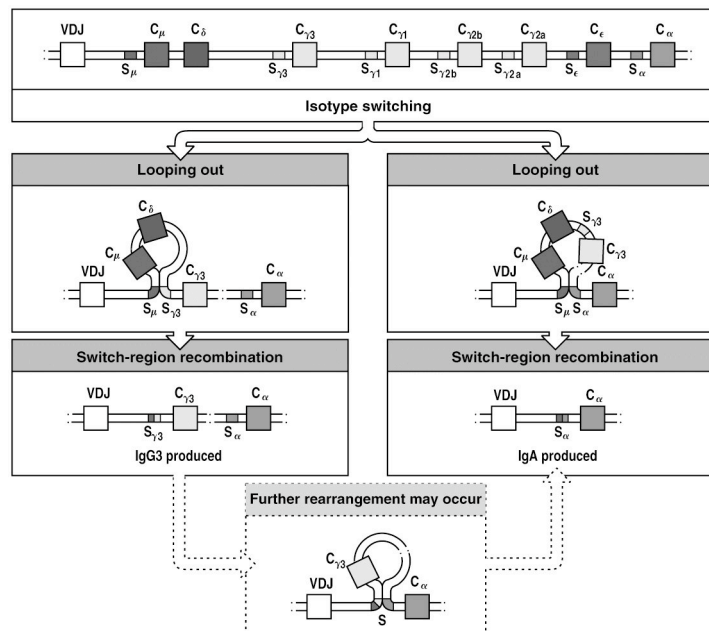 VDJ Cμ Cδ Cγ3 Cγ1 Cγ2b Cγ2a Cϵ Cα
Sμ Sγ3 Sγ1 Sγ2b Sγ2a Sϵ Sα
Isotype switching
Looping out
Cδ
Cμ
VDJ Cγ3 Cα
Sμ Sγ3 Sα
Switch-region recombination
VDJ Cγ3 Cα
Sγ3 Sα
IgG3 produced
Looping out
Cδ Sγ3
Cμ Cγ3
VDJ Cα
Sμ Sα
Switch-region recombination
VDJ Cα
Sα
IgA produced
Further rearrangement may occur
Cγ3
VDJ Cα
S